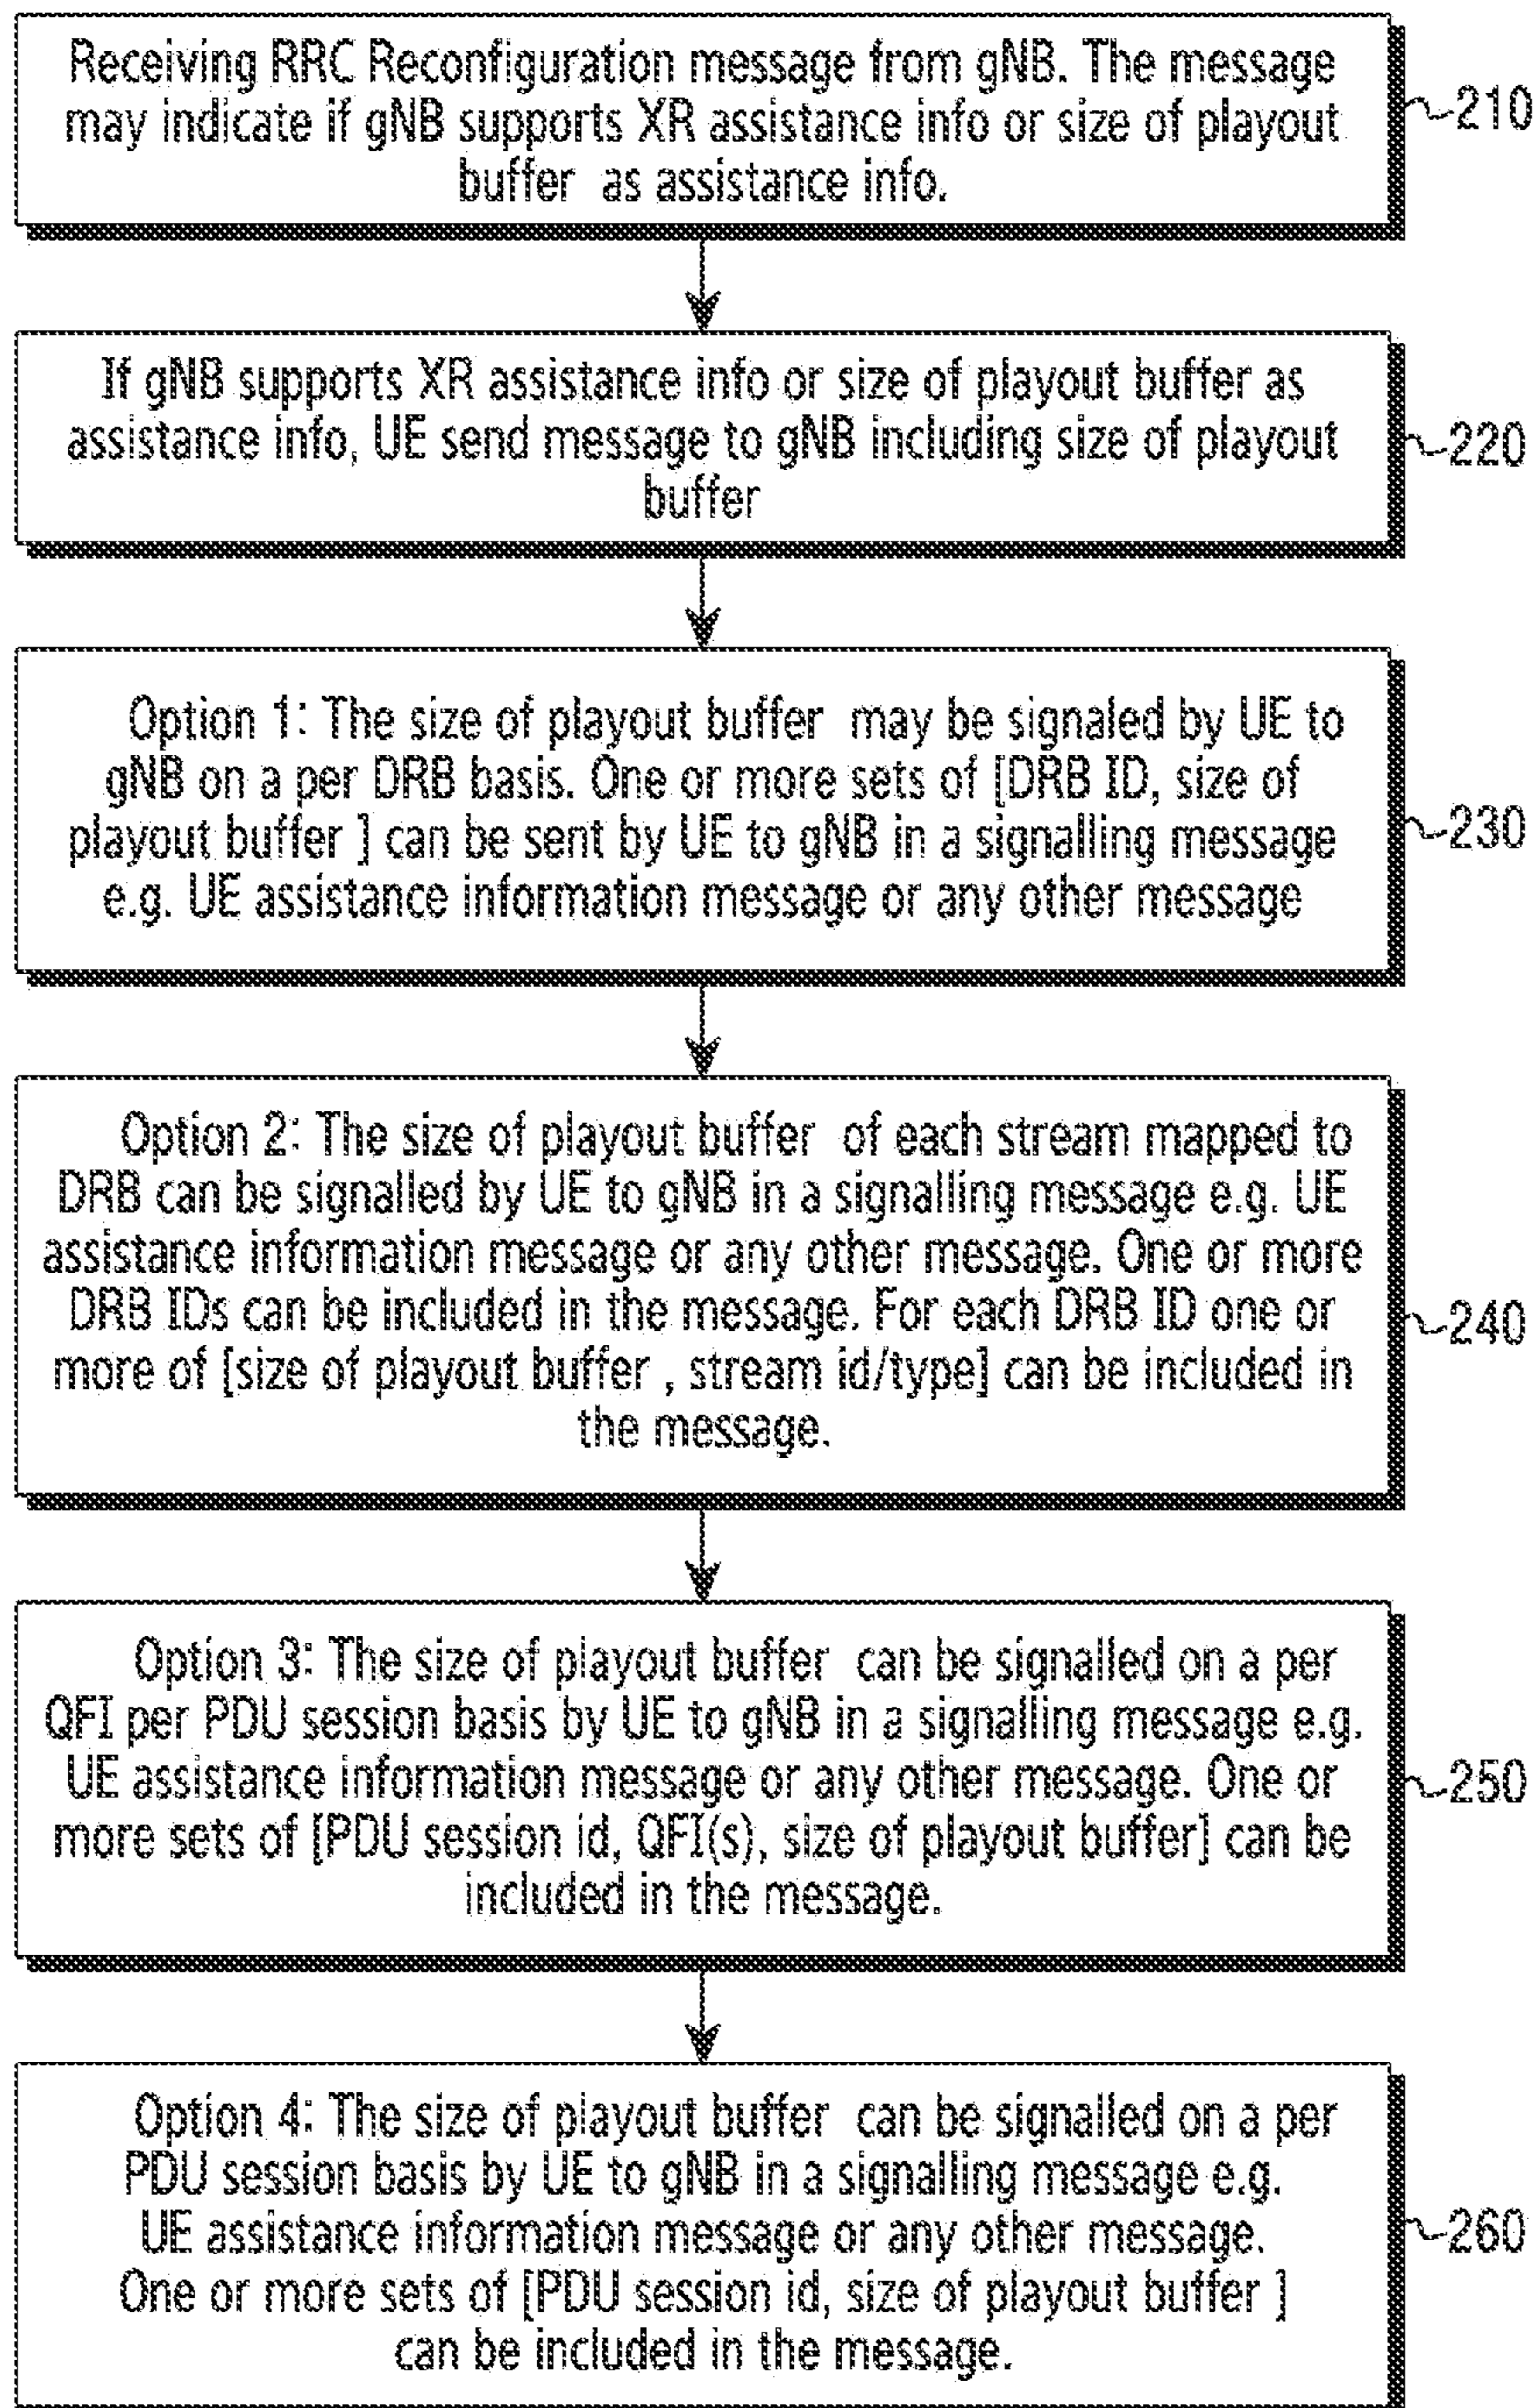 Receiving RRC Reconfiguration message from gNB. The message
may indicate if gNB supports XR assistance info or size of playout
buffer as assistance info.
210
If gNB supports XR assistance info or size of playout buffer as
assistance info, UE send message to gNB including size of playout
buffer
220
Option 1: The size of playout buffer may be signaled by UE to
gNB on a per DRB basis. One or more sets of [DRB ID, size of
playout buffer ] can be sent by UE to gNB in a signalling message
e.g. UE assistance information message or any other message
230
Option 2: The size of playout buffer of each stream mapped to
DRB can be signalled by UE to gNB in a signalling message e.g. UE
assistance information message or any other message. One or more
DRB IDs can be included in the message. For each DRB ID one or
more of [size of playout buffer , stream id/type] can be included in
the message.
240
Option 3: The size of playout buffer can be signalled on a per
QFI per PDU session basis by UE to gNB in a signalling message e.g.
UE assistance information message or any other message. One or
more sets of [PDU session id, QFI(s), size of playout buffer] can be
included in the message.
250
Option 4: The size of playout buffer can be signalled on a per
PDU session basis by UE to gNB in a signalling message e.g.
UE assistance information message or any other message.
One or more sets of [PDU session id, size of playout buffer ]
can be included in the message.
260